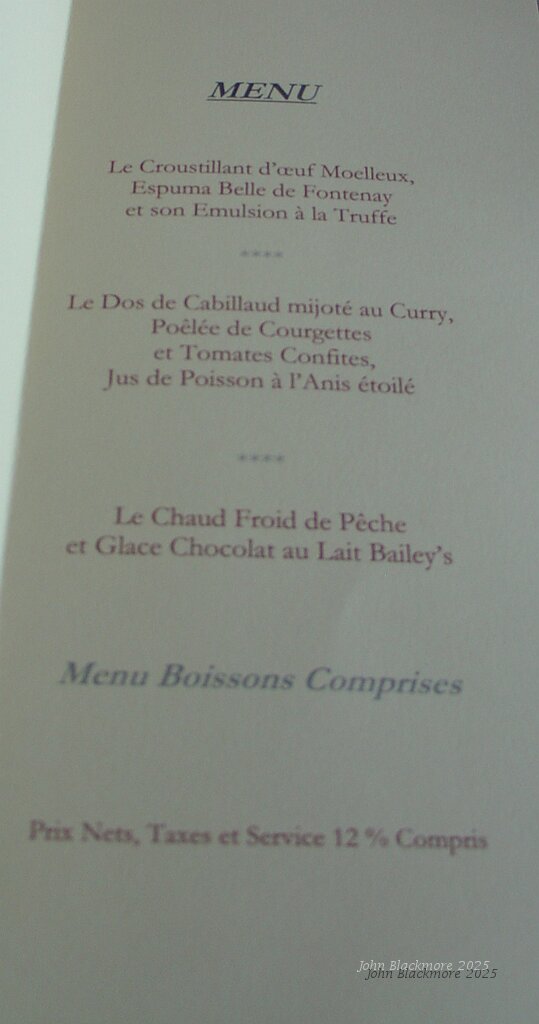 MENU
Le Croustillant d'œuf Moelleux,
Espuma Belle de Fontenay
et son Emulsion à la Truffe
****
Le Dos de Cabillaud mijoté au Curry,
Poêlée de Courgettes
et Tomates Confites,
Jus de Poisson à l'Anis étoilé
****
Le Chaud Froid de Pêche
et Glace Chocolat au Lait Bailey's
Menu Boissons Comprises
Prix Nets, Taxes et Service 12 % Compris
John Blackmore 2025
John Blackmore 2025